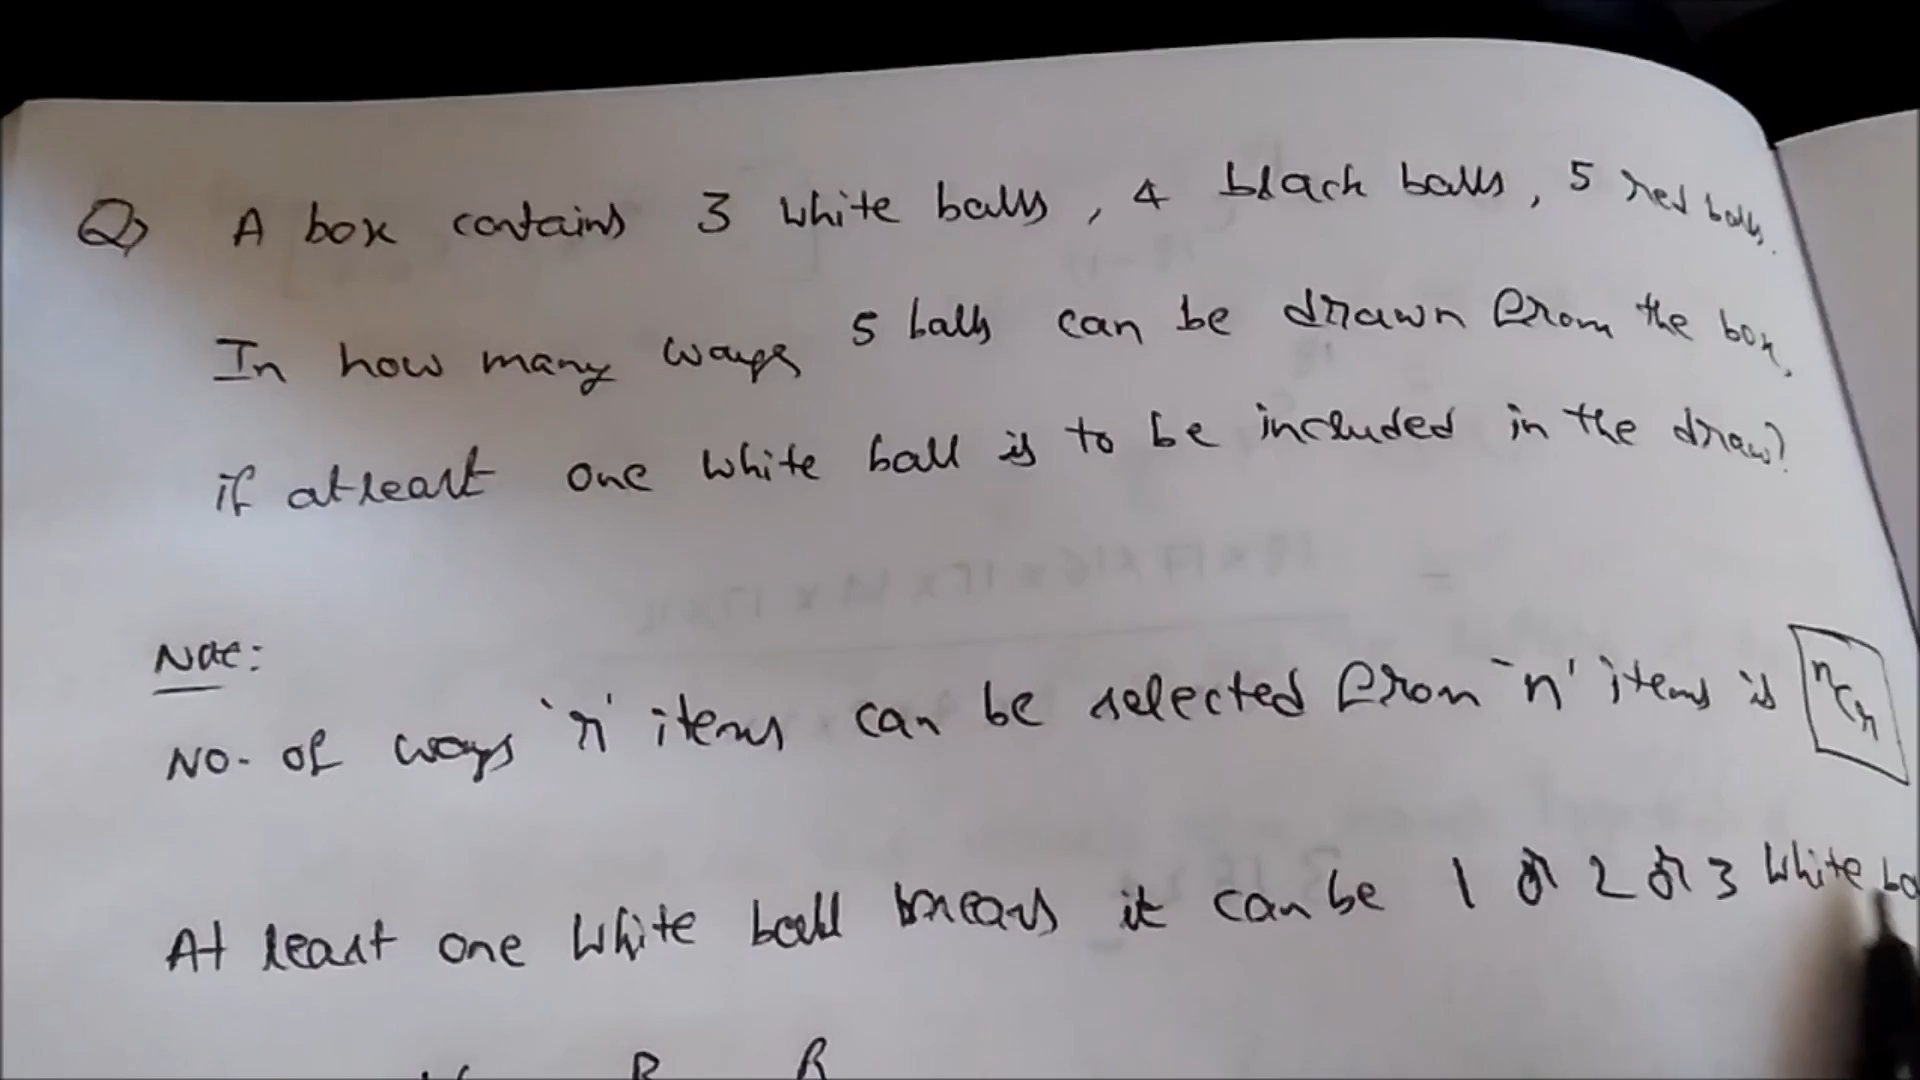 Q) A box contains 3 white balls, 4 black balls, 5 red balls.
In how many ways 5 balls can be drawn from the box,
if atleast one white ball is to be included in the draw?
Note:
No. of ways 'r' items can be selected from 'n' items is nCr
At least one white ball means it can be 1 or 2 or 3 white
B R